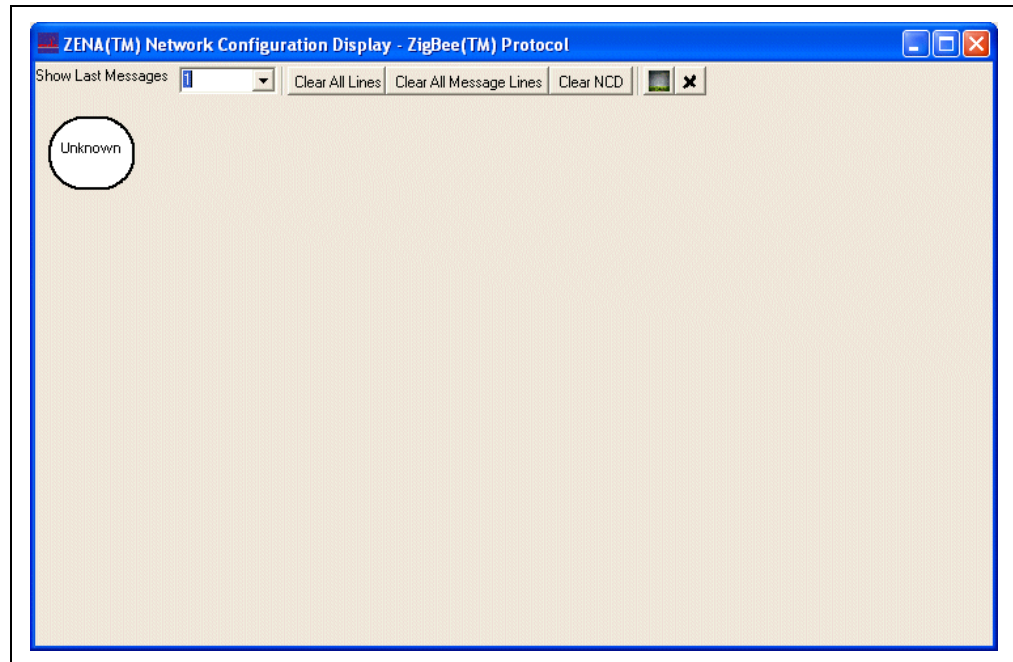 ZENA(TM) Network Configuration Display - ZigBee(TM) Protocol
Show Last Messages 1 Clear All Lines Clear All Message Lines Clear NCD
Unknown